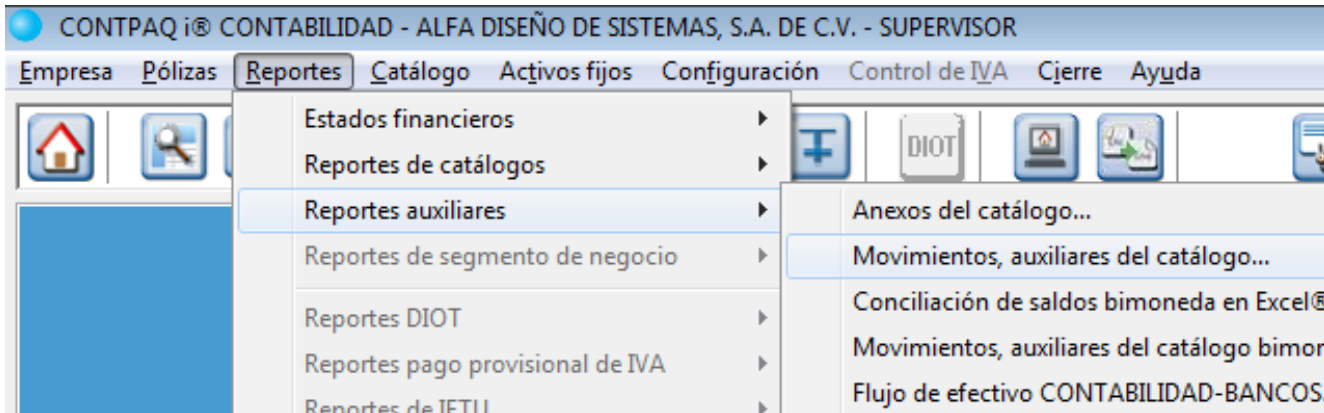 CONTPAQ i® CONTABILIDAD - ALFA DISEÑO DE SISTEMAS, S.A. DE C.V. - SUPERVISOR
Empresa Pólizas Reportes Catálogo Activos fijos Configuración Control de IVA Cierre Ayuda
DIOT
Estados financieros
Reportes de catálogos
Reportes auxiliares
Reportes de segmento de negocio
Reportes DIOT
Reportes pago provisional de IVA
Reportes de IETU
Anexos del catálogo...
Movimientos, auxiliares del catálogo...
Conciliación de saldos bimoneda en Excel®
Movimientos, auxiliares del catálogo
Flujo de efectivo CONTABILIDAD-BANCOS